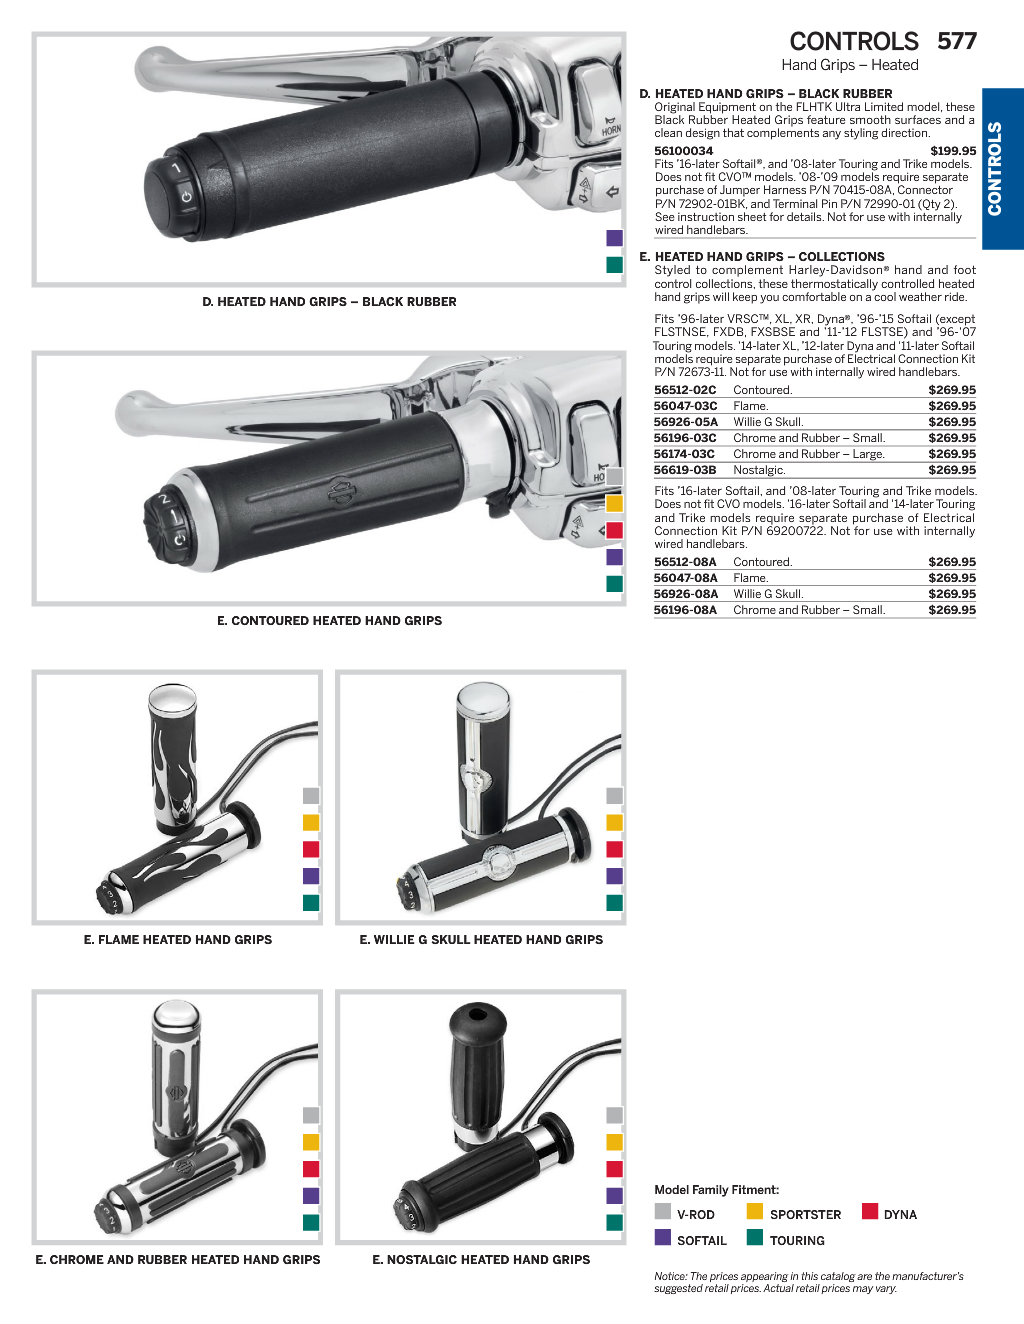 CONTROLS 577
Hand Grips – Heated
CONTROLS
1
HORN
D. HEATED HAND GRIPS – BLACK RUBBER
2
1
HO
E. CONTOURED HEATED HAND GRIPS
4
3
2
E. FLAME HEATED HAND GRIPS
4
3
2
E. WILLIE G SKULL HEATED HAND GRIPS
3
2
1
E. CHROME AND RUBBER HEATED HAND GRIPS
4
3
2
E. NOSTALGIC HEATED HAND GRIPS
D. HEATED HAND GRIPS – BLACK RUBBER
Original Equipment on the FLHTK Ultra Limited model, these
Black Rubber Heated Grips feature smooth surfaces and a
clean design that complements any styling direction.
56100034 $199.95
Fits ’16-later Softail®, and ’08-later Touring and Trike models.
Does not fit CVO™ models. ’08-’09 models require separate
purchase of Jumper Harness P/N 70415-08A, Connector
P/N 72902-01BK, and Terminal Pin P/N 72990-01 (Qty 2).
See instruction sheet for details. Not for use with internally
wired handlebars.
E. HEATED HAND GRIPS – COLLECTIONS
Styled to complement Harley-Davidson® hand and foot
control collections, these thermostatically controlled heated
hand grips will keep you comfortable on a cool weather ride.
Fits ’96-later VRSC™, XL, XR, Dyna®, ’96-’15 Softail (except
FLSTNSE, FXDB, FXSBSE and ’11-’12 FLSTSE) and ’96-’07
Touring models. ’14-later XL, ’12-later Dyna and ’11-later Softail
models require separate purchase of Electrical Connection Kit
P/N 72673-11. Not for use with internally wired handlebars.
56512-02C Contoured. $269.95
56047-03C Flame. $269.95
56926-05A Willie G Skull. $269.95
56196-03C Chrome and Rubber – Small. $269.95
56174-03C Chrome and Rubber – Large. $269.95
56619-03B Nostalgic. $269.95
Fits ’16-later Softail, and ’08-later Touring and Trike models.
Does not fit CVO models. ’16-later Softail and ’14-later Touring
and Trike models require separate purchase of Electrical
Connection Kit P/N 69200722. Not for use with internally
wired handlebars.
56512-08A Contoured. $269.95
56047-08A Flame. $269.95
56926-08A Willie G Skull. $269.95
56196-08A Chrome and Rubber – Small. $269.95
Model Family Fitment:
V-ROD SPORTSTER DYNA
SOFTAIL TOURING
Notice: The prices appearing in this catalog are the manufacturer’s
suggested retail prices. Actual retail prices may vary.